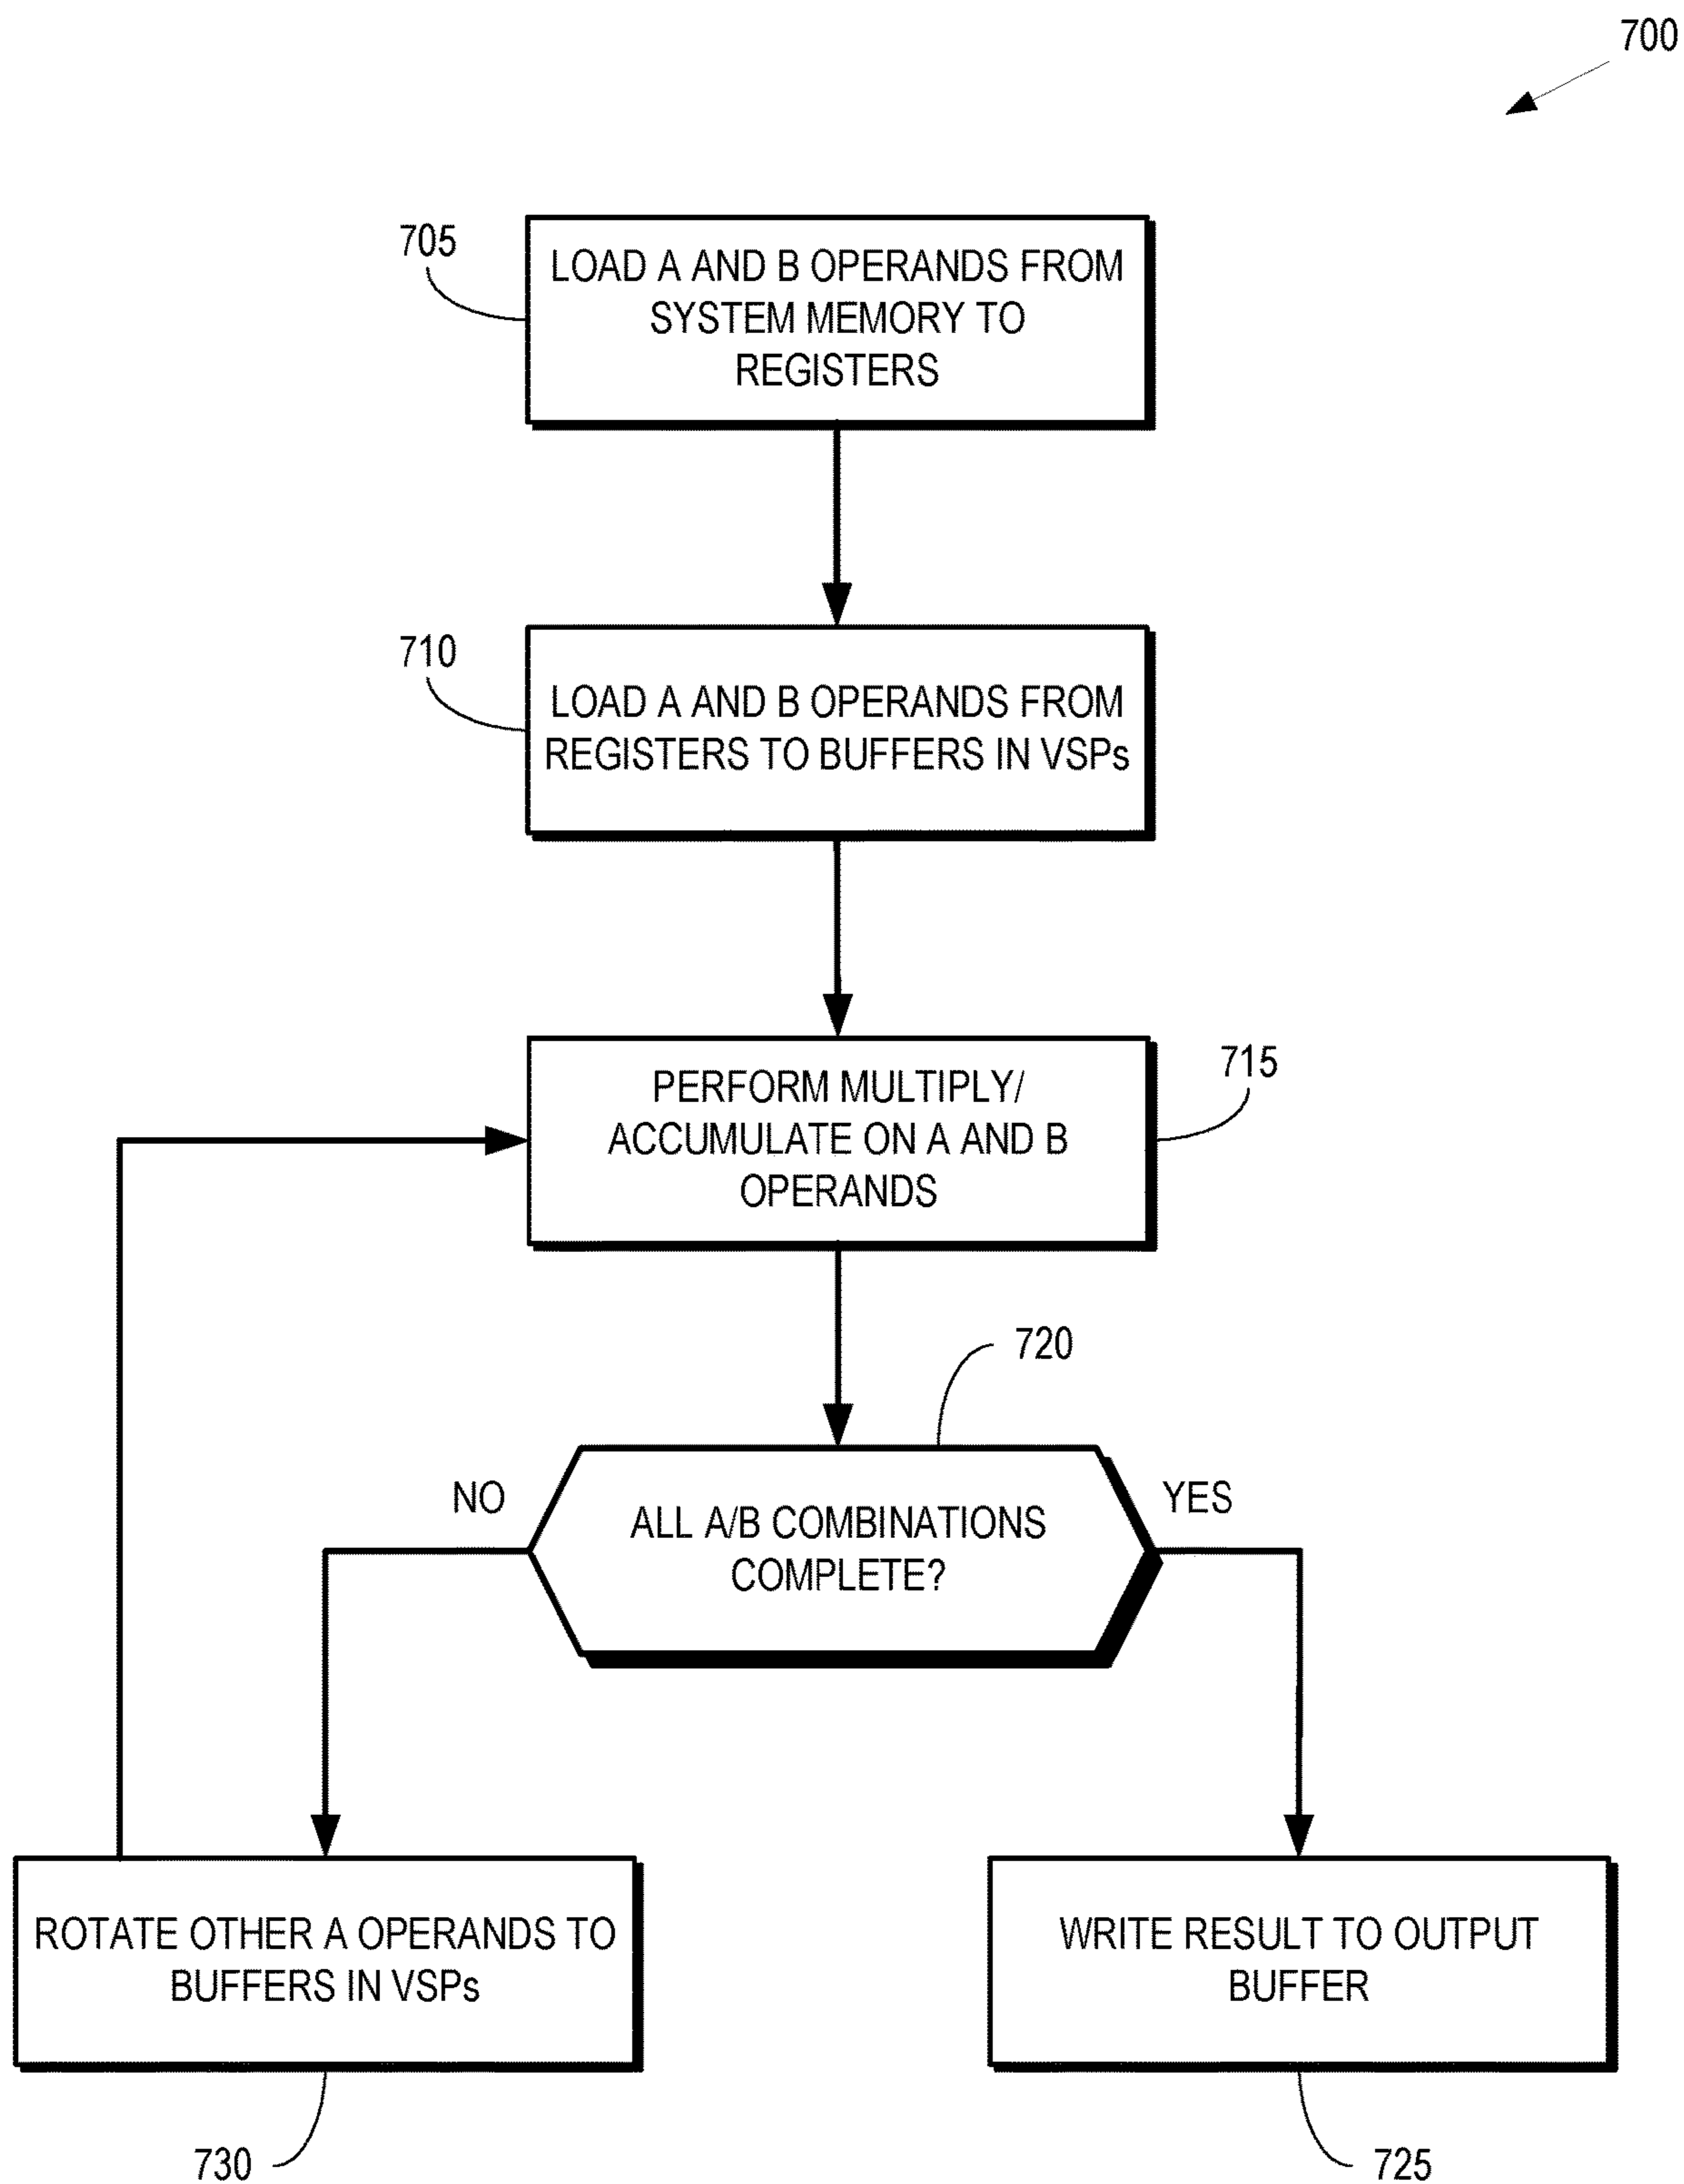 700
705
LOAD A AND B OPERANDS FROM
SYSTEM MEMORY TO
REGISTERS
710
LOAD A AND B OPERANDS FROM
REGISTERS TO BUFFERS IN VSPs
715
PERFORM MULTIPLY/
ACCUMULATE ON A AND B
OPERANDS
720
NO
YES
ALL A/B COMBINATIONS
COMPLETE?
ROTATE OTHER A OPERANDS TO
BUFFERS IN VSPs
WRITE RESULT TO OUTPUT
BUFFER
730
725